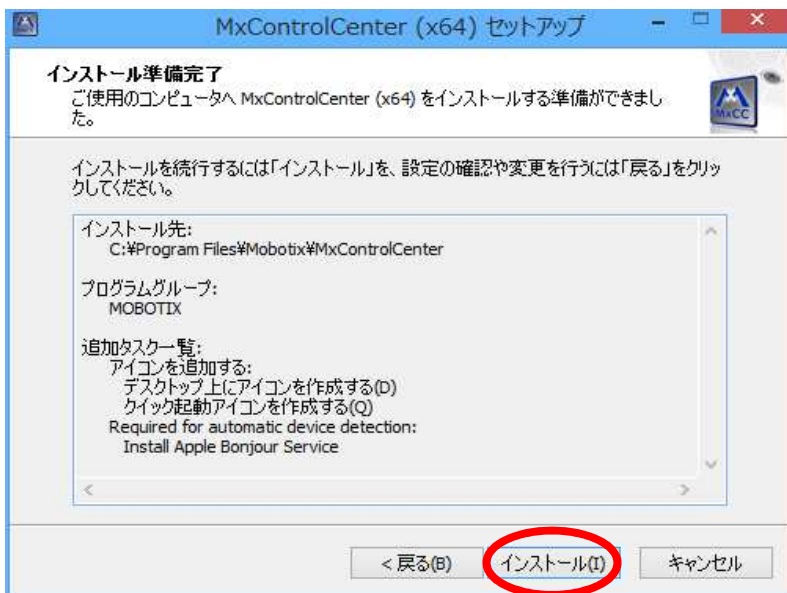 MxControlCenter (x64) セットアップ
インストール準備完了
ご使用のコンピュータへ MxControlCenter (x64) をインストールする準備ができまし
た。
MxCC
インストールを続行するには「インストール」を、設定の確認や変更を行うには「戻る」をクリッ
クしてください。
インストール先:
C:¥Program Files¥Mobotix¥MxControlCenter
プログラムグループ:
MOBOTIX
追加タスク一覧:
アイコンを追加する:
デスクトップ上にアイコンを作成する(D)
クイック起動アイコンを作成する(Q)
Required for automatic device detection:
Install Apple Bonjour Service
< 戻る(B)
インストール(I)
キャンセル